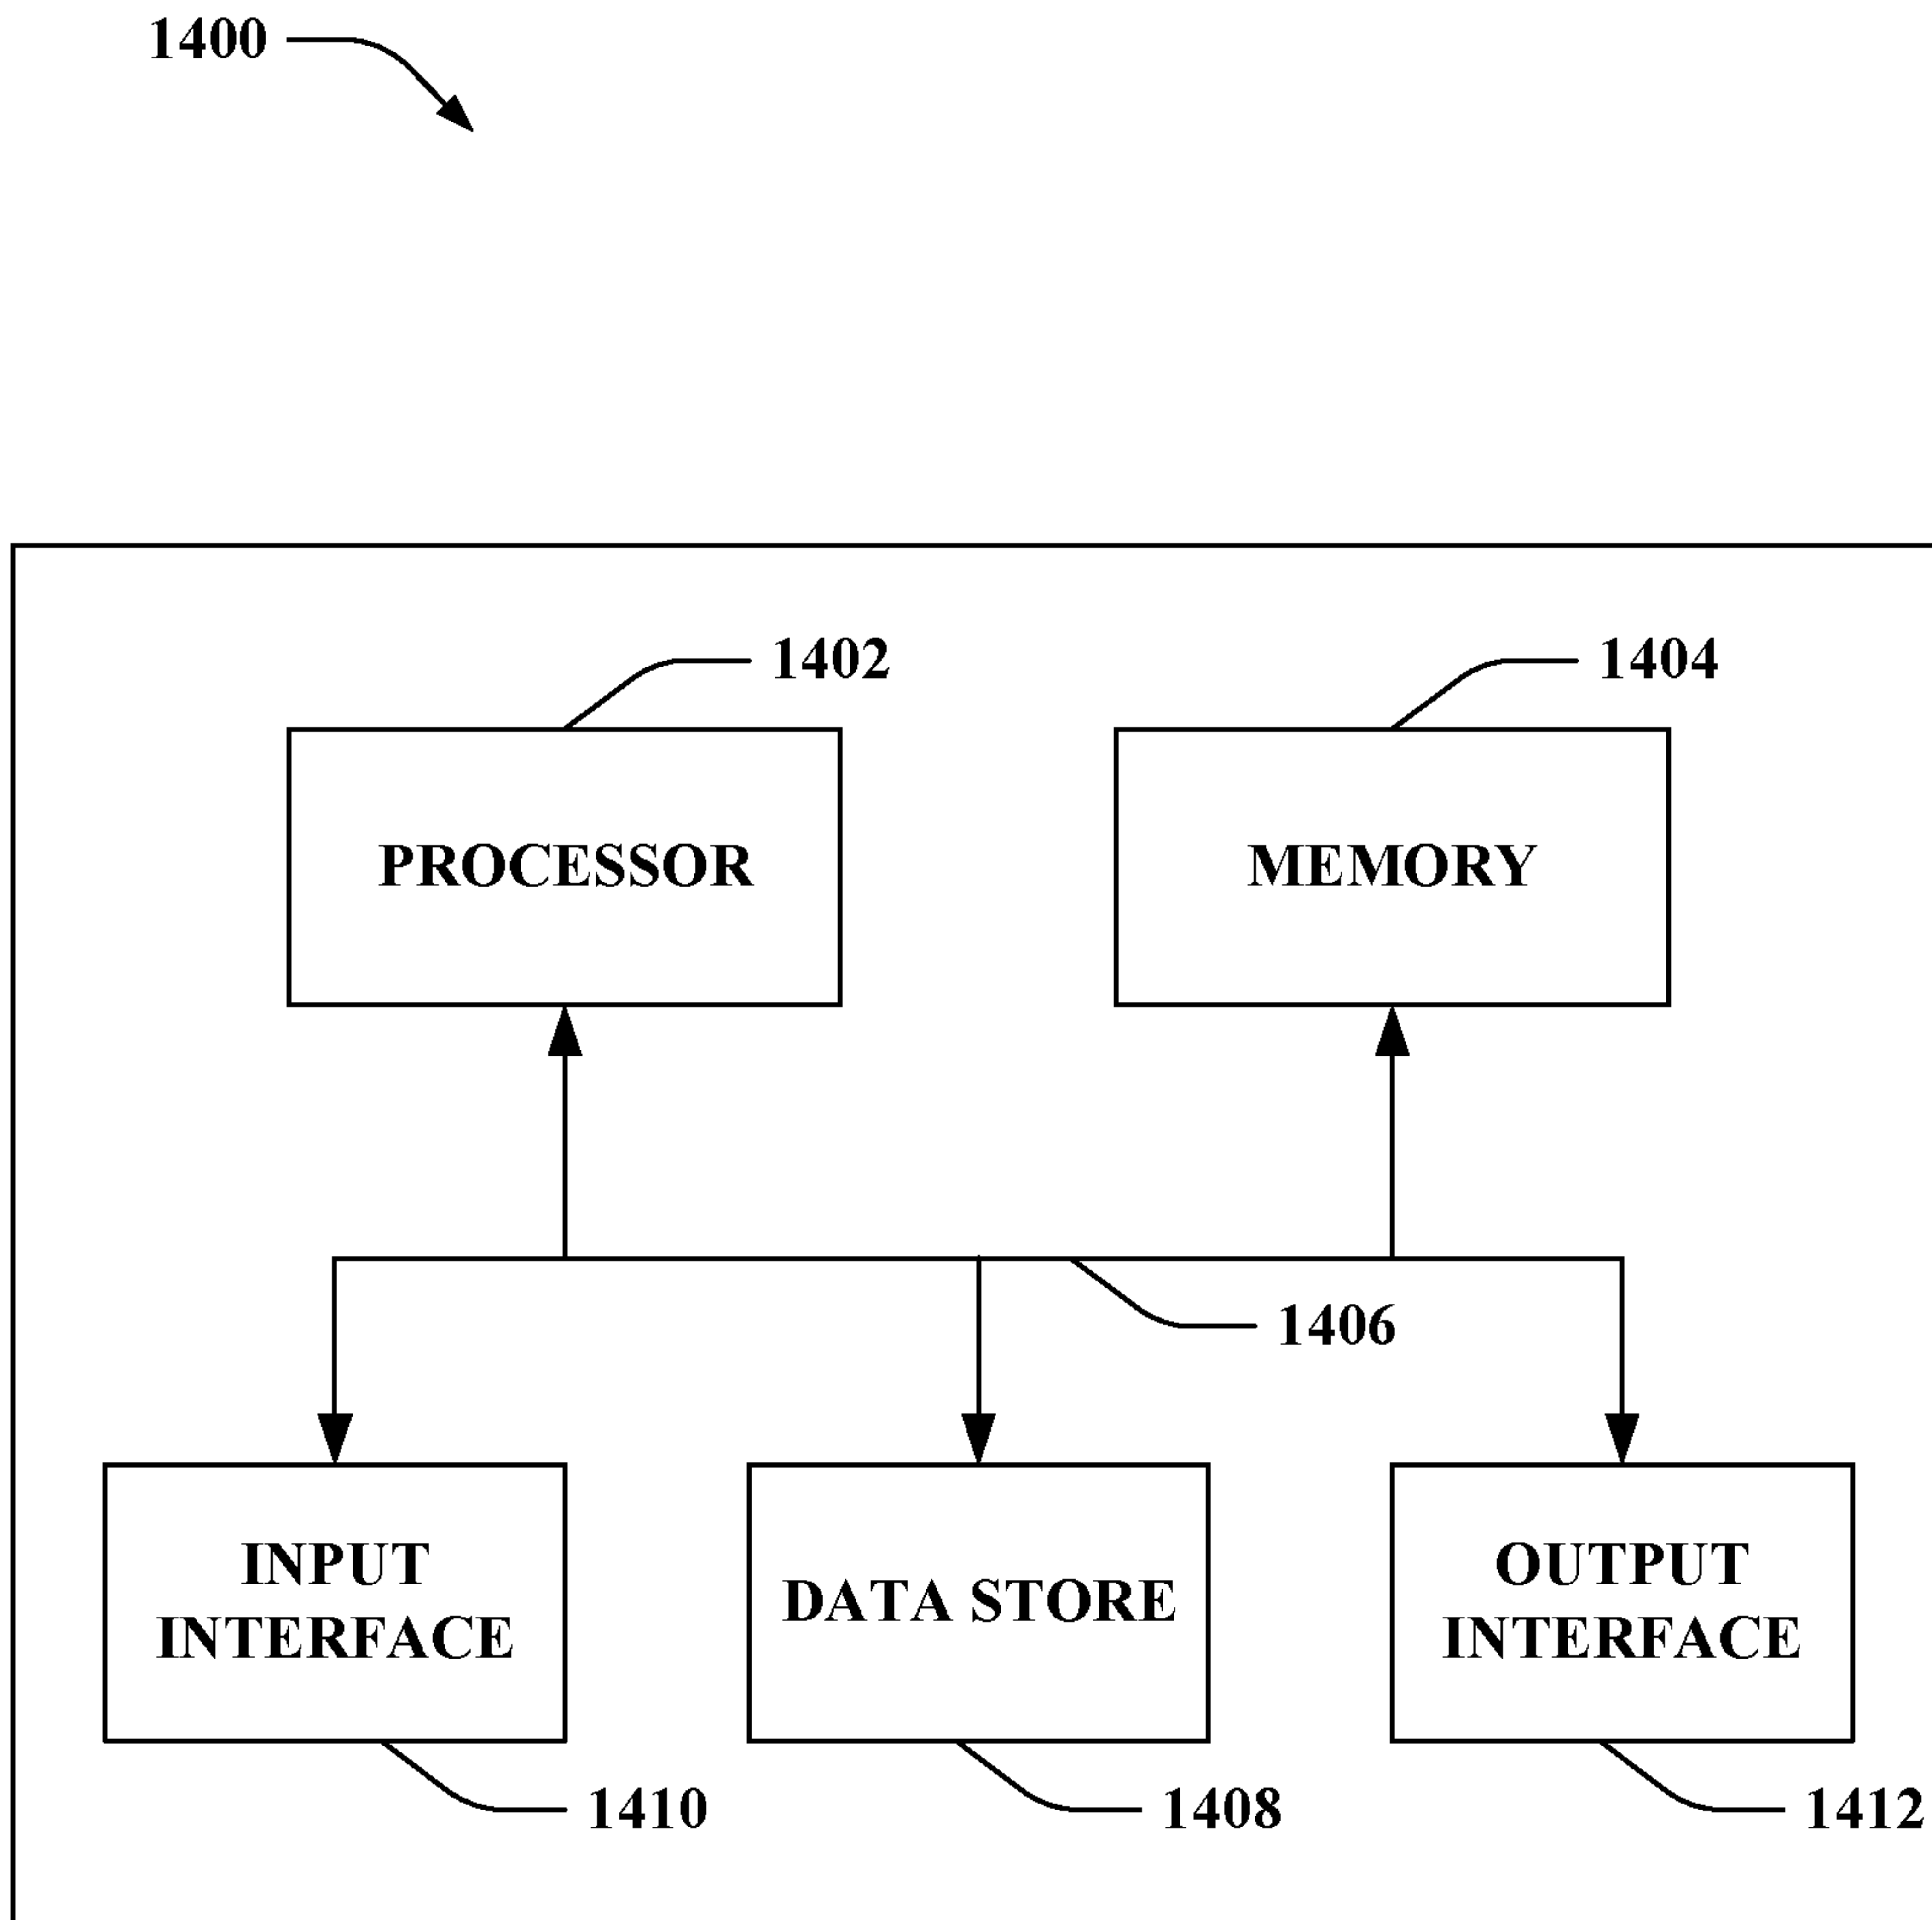 1400
1402
1404
PROCESSOR
MEMORY
1406
INPUT
INTERFACE
DATA STORE
OUTPUT
INTERFACE
1410
1408
1412